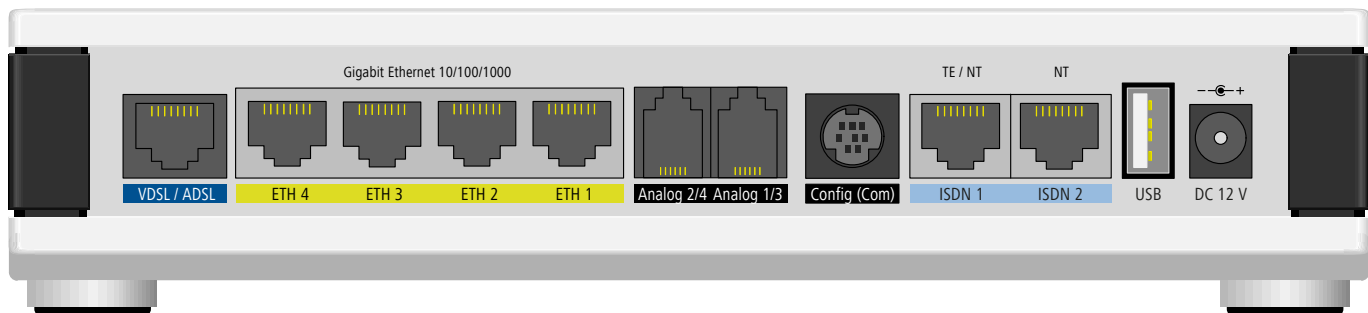 Gigabit Ethernet 10/100/1000
TE / NT
NT
VDSL / ADSL
ETH 4
ETH 3
ETH 2
ETH 1
Analog 2/4
Analog 1/3
Config (Com)
ISDN 1
ISDN 2
USB
DC 12 V